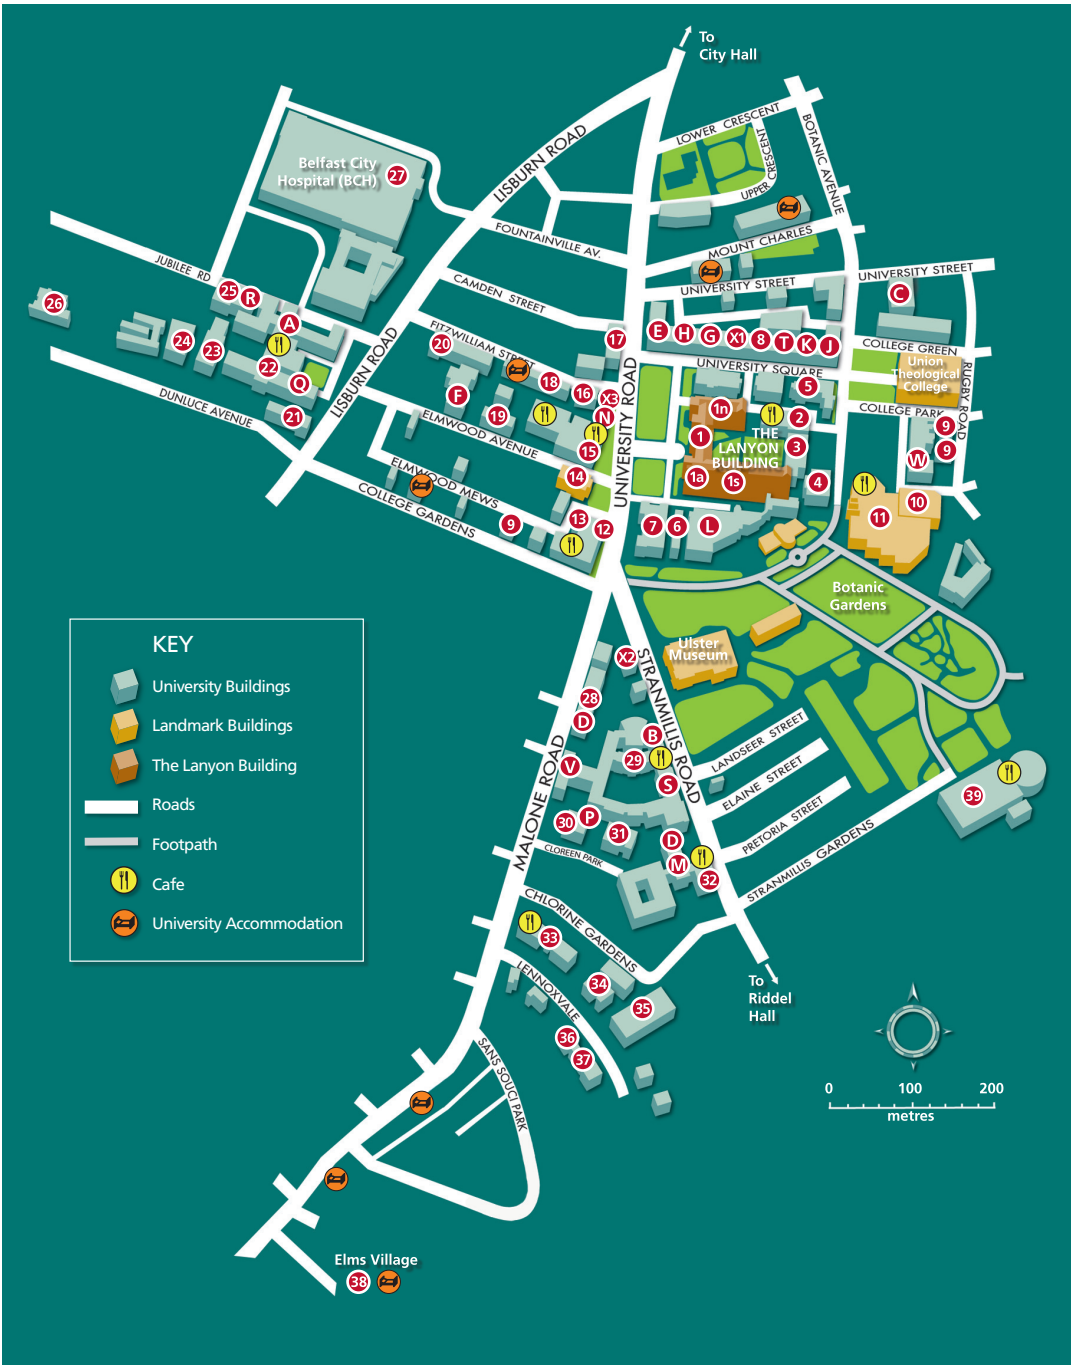 To
City Hall
LOWER CRESCENT
UPPER CRESCENT
BOTANIC AVENUE
LISBURN ROAD
Belfast City
Hospital (BCH)
27
FOUNTAINVILLE AV.
MOUNT CHARLES
JUBILEE RD
CAMDEN STREET
UNIVERSITY STREET
UNIVERSITY STREET
C
26
25
R
A
24
23
22
Q
21
DUNLUCE AVENUE
LISBURN ROAD
FITZWILLIAM STREET
20
17
18
16
X3
F
19
N
15
E
H
G
X1
8
T
K
J
COLLEGE GREEN
UNIVERSITY SQUARE
Union
Theological
College
RUGBY ROAD
5
COLLEGE PARK
1n
2
1
THE
LANYON
BUILDING
3
1a
1s
4
9
9
W
10
11
UNIVERSITY ROAD
ELMWOOD AVENUE
ELMWOOD MEWS
COLLEGE GARDENS
14
13
12
9
7
6
L
Botanic
Gardens
Ulster
Museum
KEY
University Buildings
Landmark Buildings
The Lanyon Building
Roads
Footpath
Cafe
University Accommodation
X2
STRANMILLIS ROAD
28
D
B
29
V
S
MALONE ROAD
LANDSEER STREET
ELAINE STREET
PRETORIA STREET
STRANMILLIS GARDENS
39
30
P
31
D
M
32
CLOREEN PARK
CHLORINE GARDENS
33
LENNOXVALE
34
35
36
37
To
Riddel
Hall
SANS SOUCI PARK
0 100 200
metres
Elms Village
38